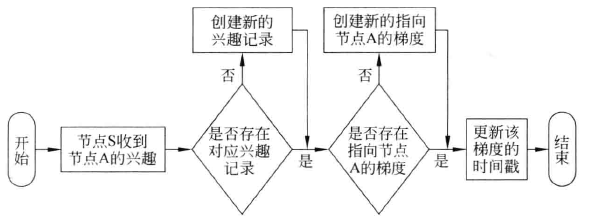 创建新的
兴趣记录
创建新的指向
节点A的梯度
否
否
开始
节点S收到
节点A的兴趣
是否存在
对应兴趣
记录
是
是否存在
指向节点
A的梯度
是
更新该
梯度的
时间戳
结束